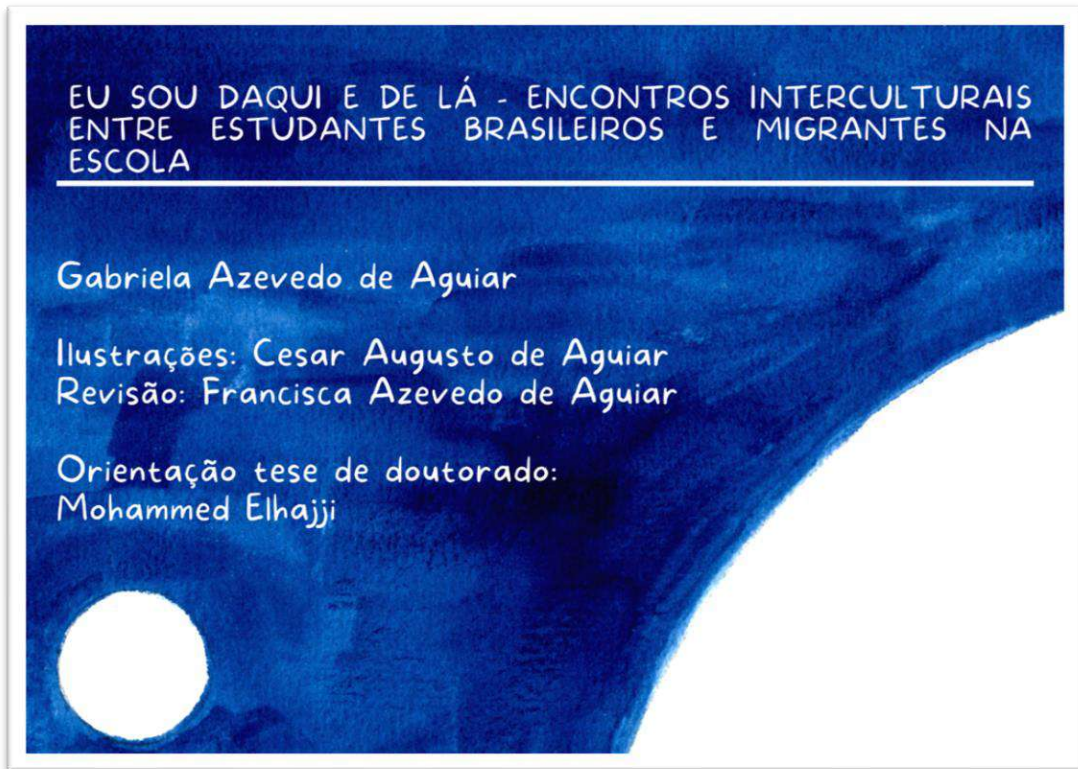 EU SOU DAQUI E DE LÁ - ENCONTROS INTERCULTURAIS
ENTRE ESTUDANTES BRASILEIROS E MIGRANTES NA
ESCOLA
Gabriela Azevedo de Aguiar
Ilustrações: Cesar Augusto de Aguiar
Revisão: Francisca Azevedo de Aguiar
Orientação tese de doutorado:
Mohammed Elhajji